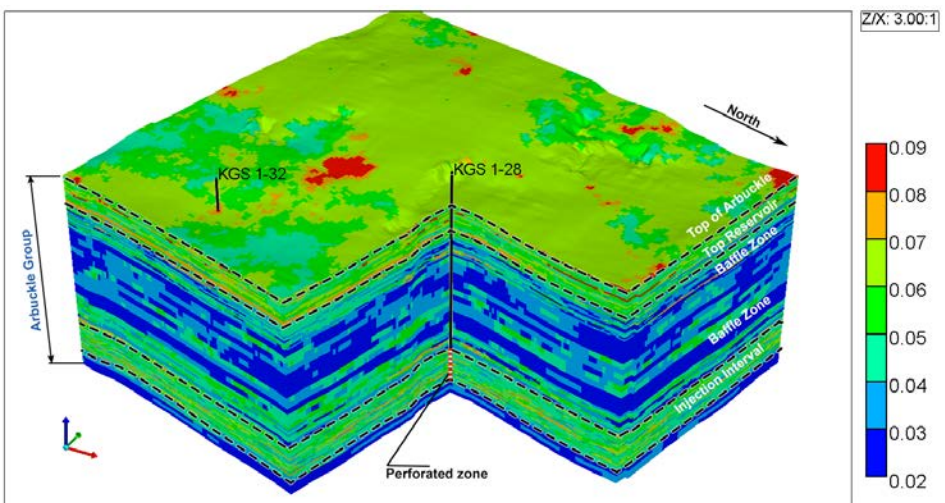 Z/X: 3.00:1
North
KGS 1-32
KGS 1-28
Arbuckle Group
Top of Arbuckle
Top Reservoir
Baffle Zone
Baffle Zone
Injection Interval
Perforated zone
0.09
0.08
0.07
0.06
0.05
0.04
0.03
0.02